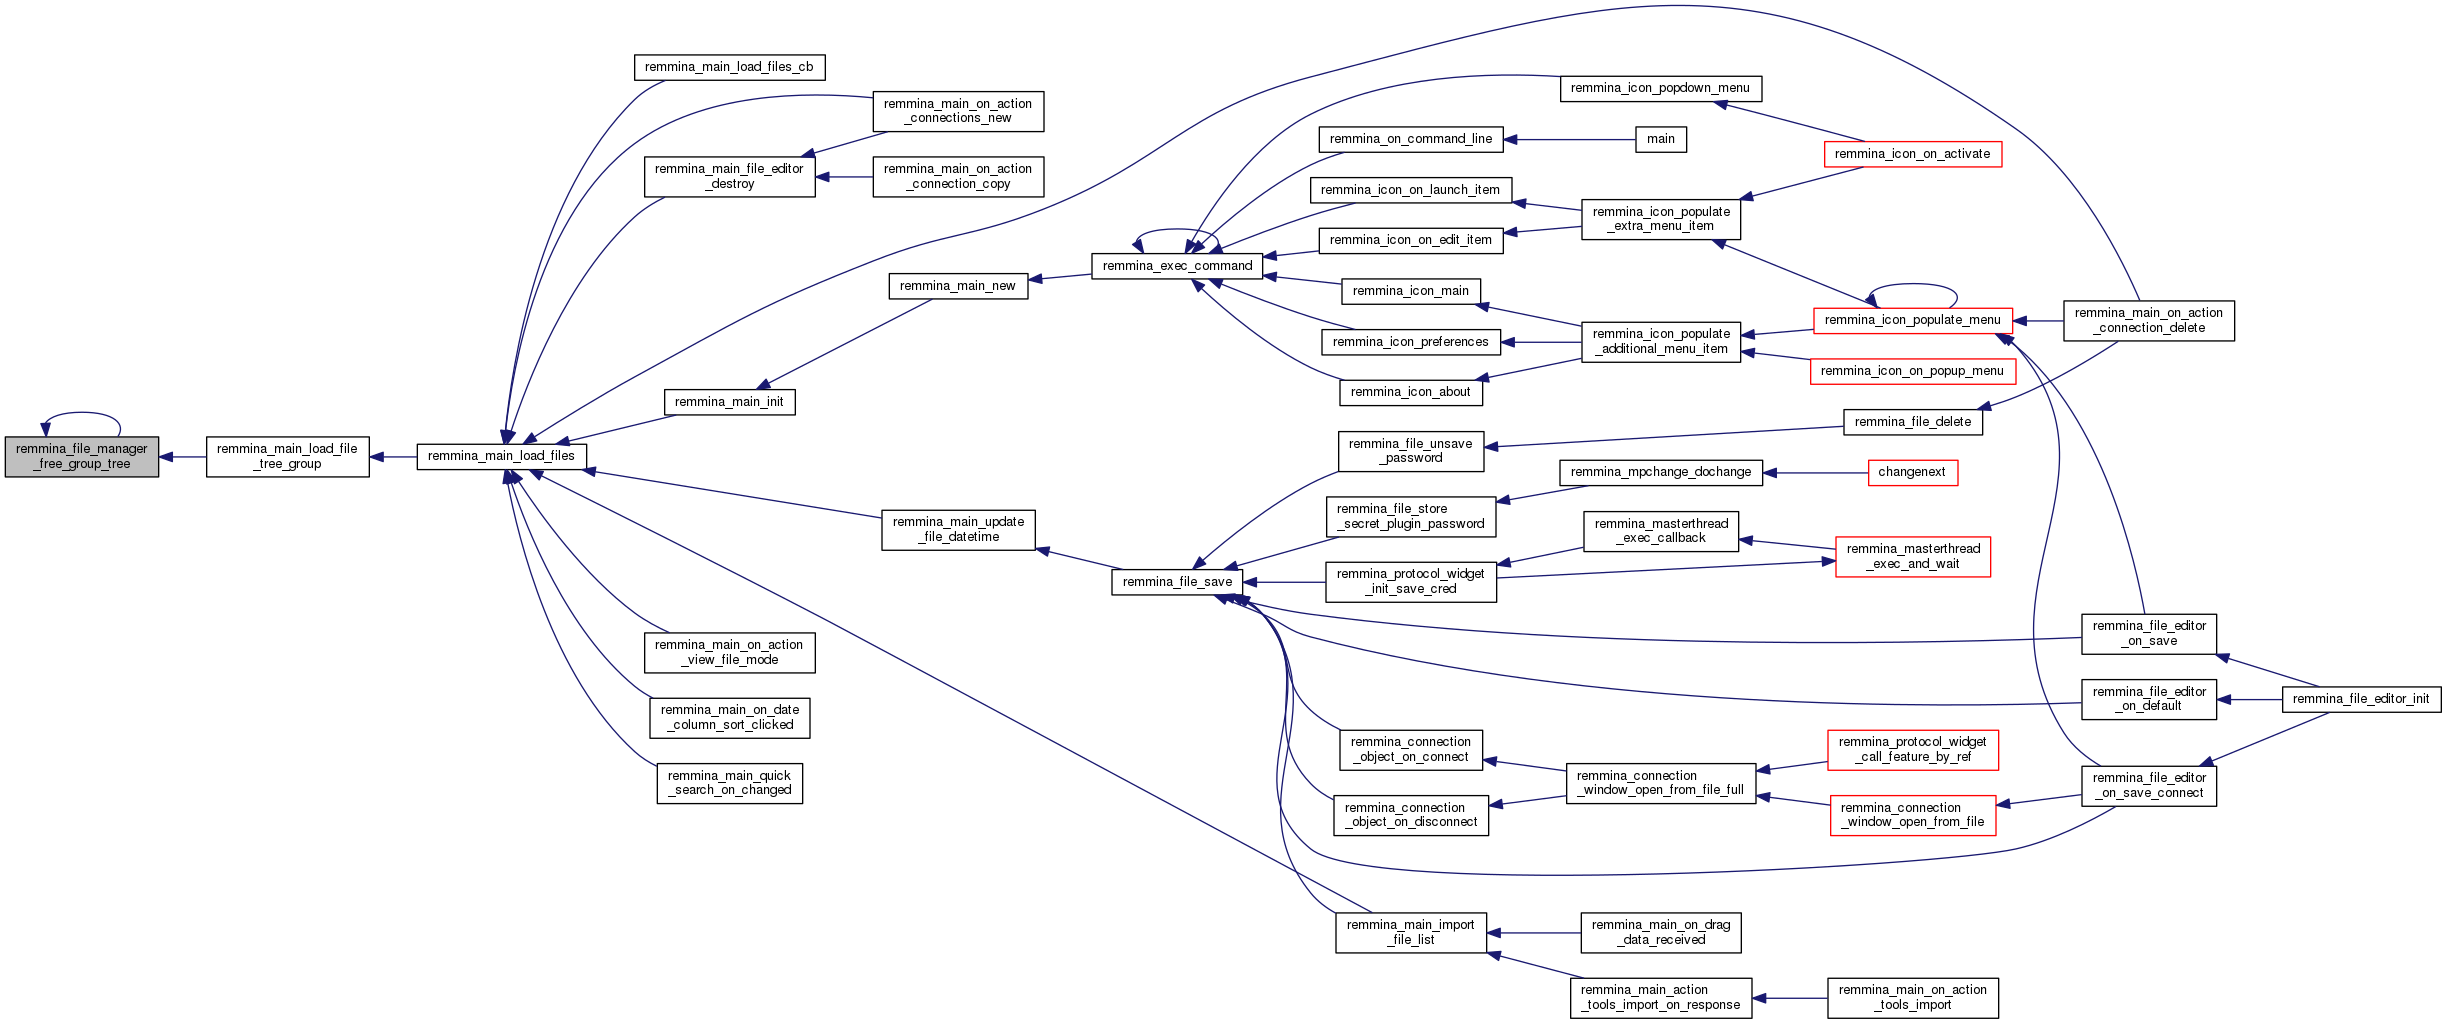 remmina_file_manager
_free_group_tree
remmina_main_load_file
_tree_group
remmina_main_load_files
remmina_main_load_files_cb
remmina_main_on_action
_connections_new
remmina_main_file_editor
_destroy
remmina_main_on_action
_connection_copy
remmina_main_new
remmina_main_init
remmina_main_update
_file_datetime
remmina_main_on_action
_view_file_mode
remmina_main_on_date
_column_sort_clicked
remmina_main_quick
_search_on_changed
remmina_exec_command
remmina_file_save
remmina_icon_popdown_menu
remmina_on_command_line
main
remmina_icon_on_launch_item
remmina_icon_on_edit_item
remmina_icon_main
remmina_icon_preferences
remmina_icon_about
remmina_icon_populate
_extra_menu_item
remmina_icon_populate
_additional_menu_item
remmina_icon_on_activate
remmina_icon_populate_menu
remmina_icon_on_popup_menu
remmina_main_on_action
_connection_delete
remmina_file_delete
remmina_file_unsave
_password
remmina_mpchange_dochange
changenext
remmina_file_store
_secret_plugin_password
remmina_masterthread
_exec_callback
remmina_masterthread
_exec_and_wait
remmina_protocol_widget
_init_save_cred
remmina_file_editor
_on_save
remmina_file_editor
_on_default
remmina_file_editor_init
remmina_connection
_object_on_connect
remmina_connection
_object_on_disconnect
remmina_connection
_window_open_from_file_full
remmina_protocol_widget
_call_feature_by_ref
remmina_connection
_window_open_from_file
remmina_file_editor
_on_save_connect
remmina_main_import
_file_list
remmina_main_on_drag
_data_received
remmina_main_action
_tools_import_on_response
remmina_main_on_action
_tools_import